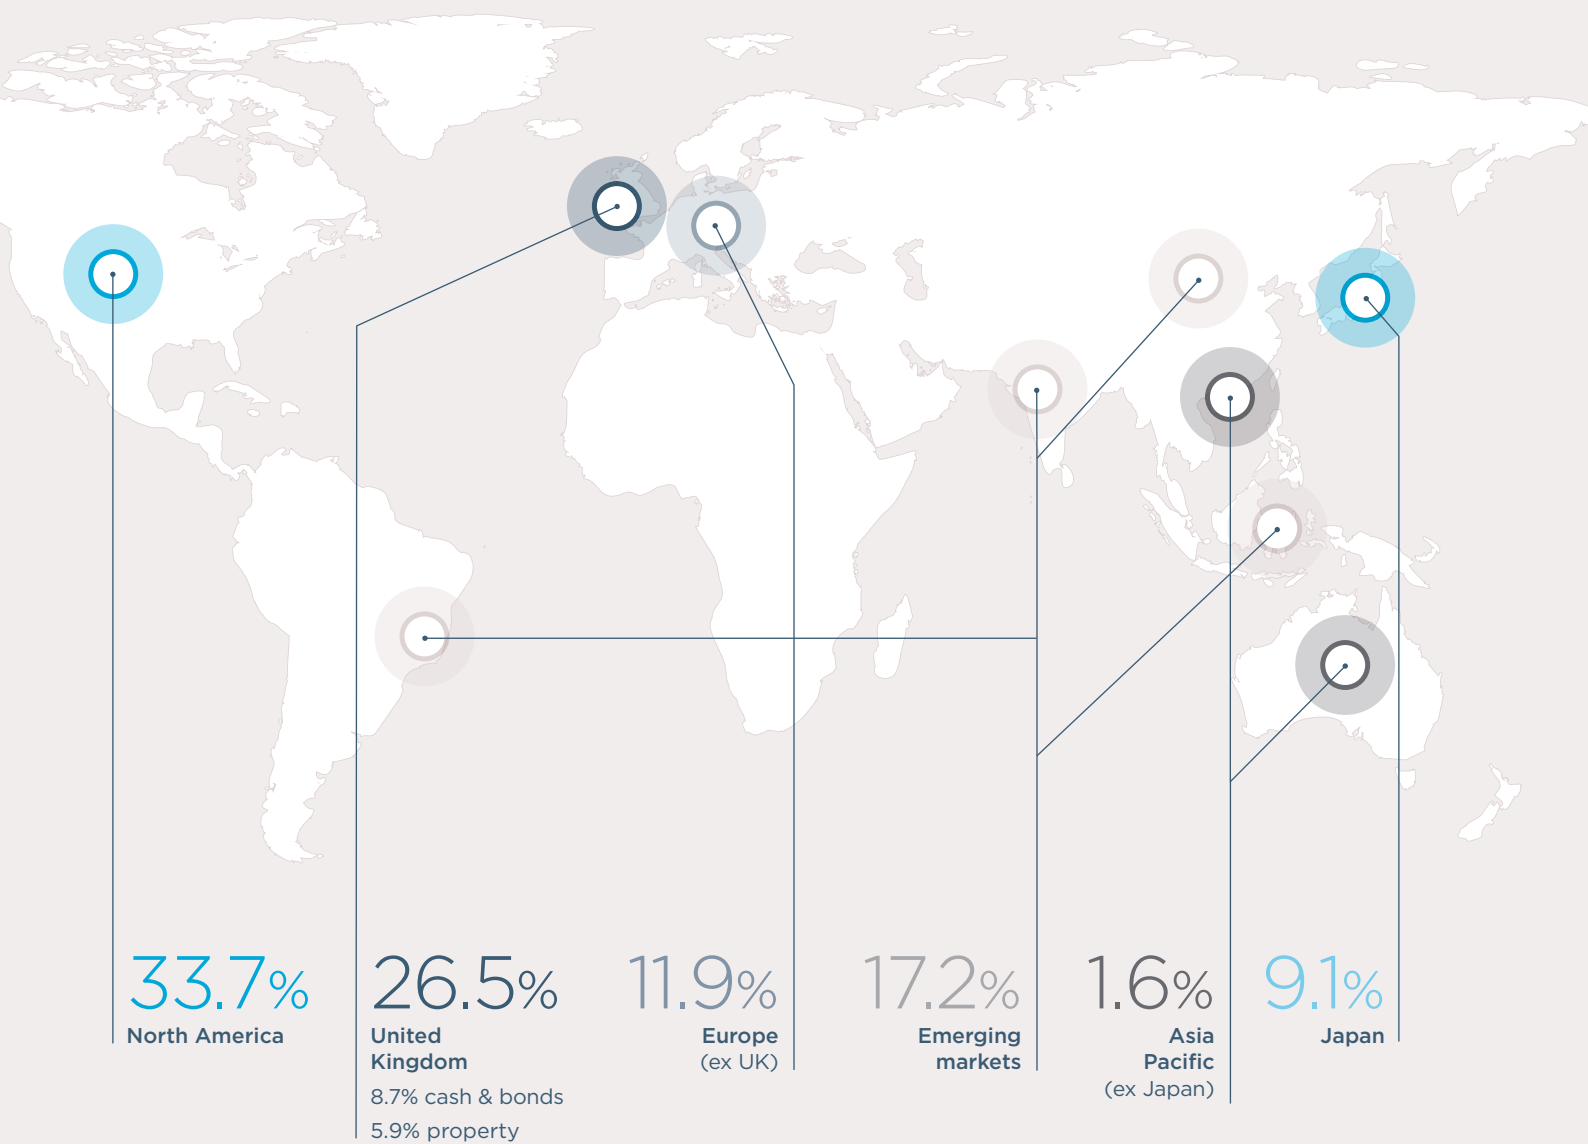 33.7%
North America
26.5%
United
Kingdom
8.7% cash & bonds
5.9% property
11.9%
Europe
(ex UK)
17.2%
Emerging
markets
1.6%
Asia
Pacific
(ex Japan)
9.1%
Japan